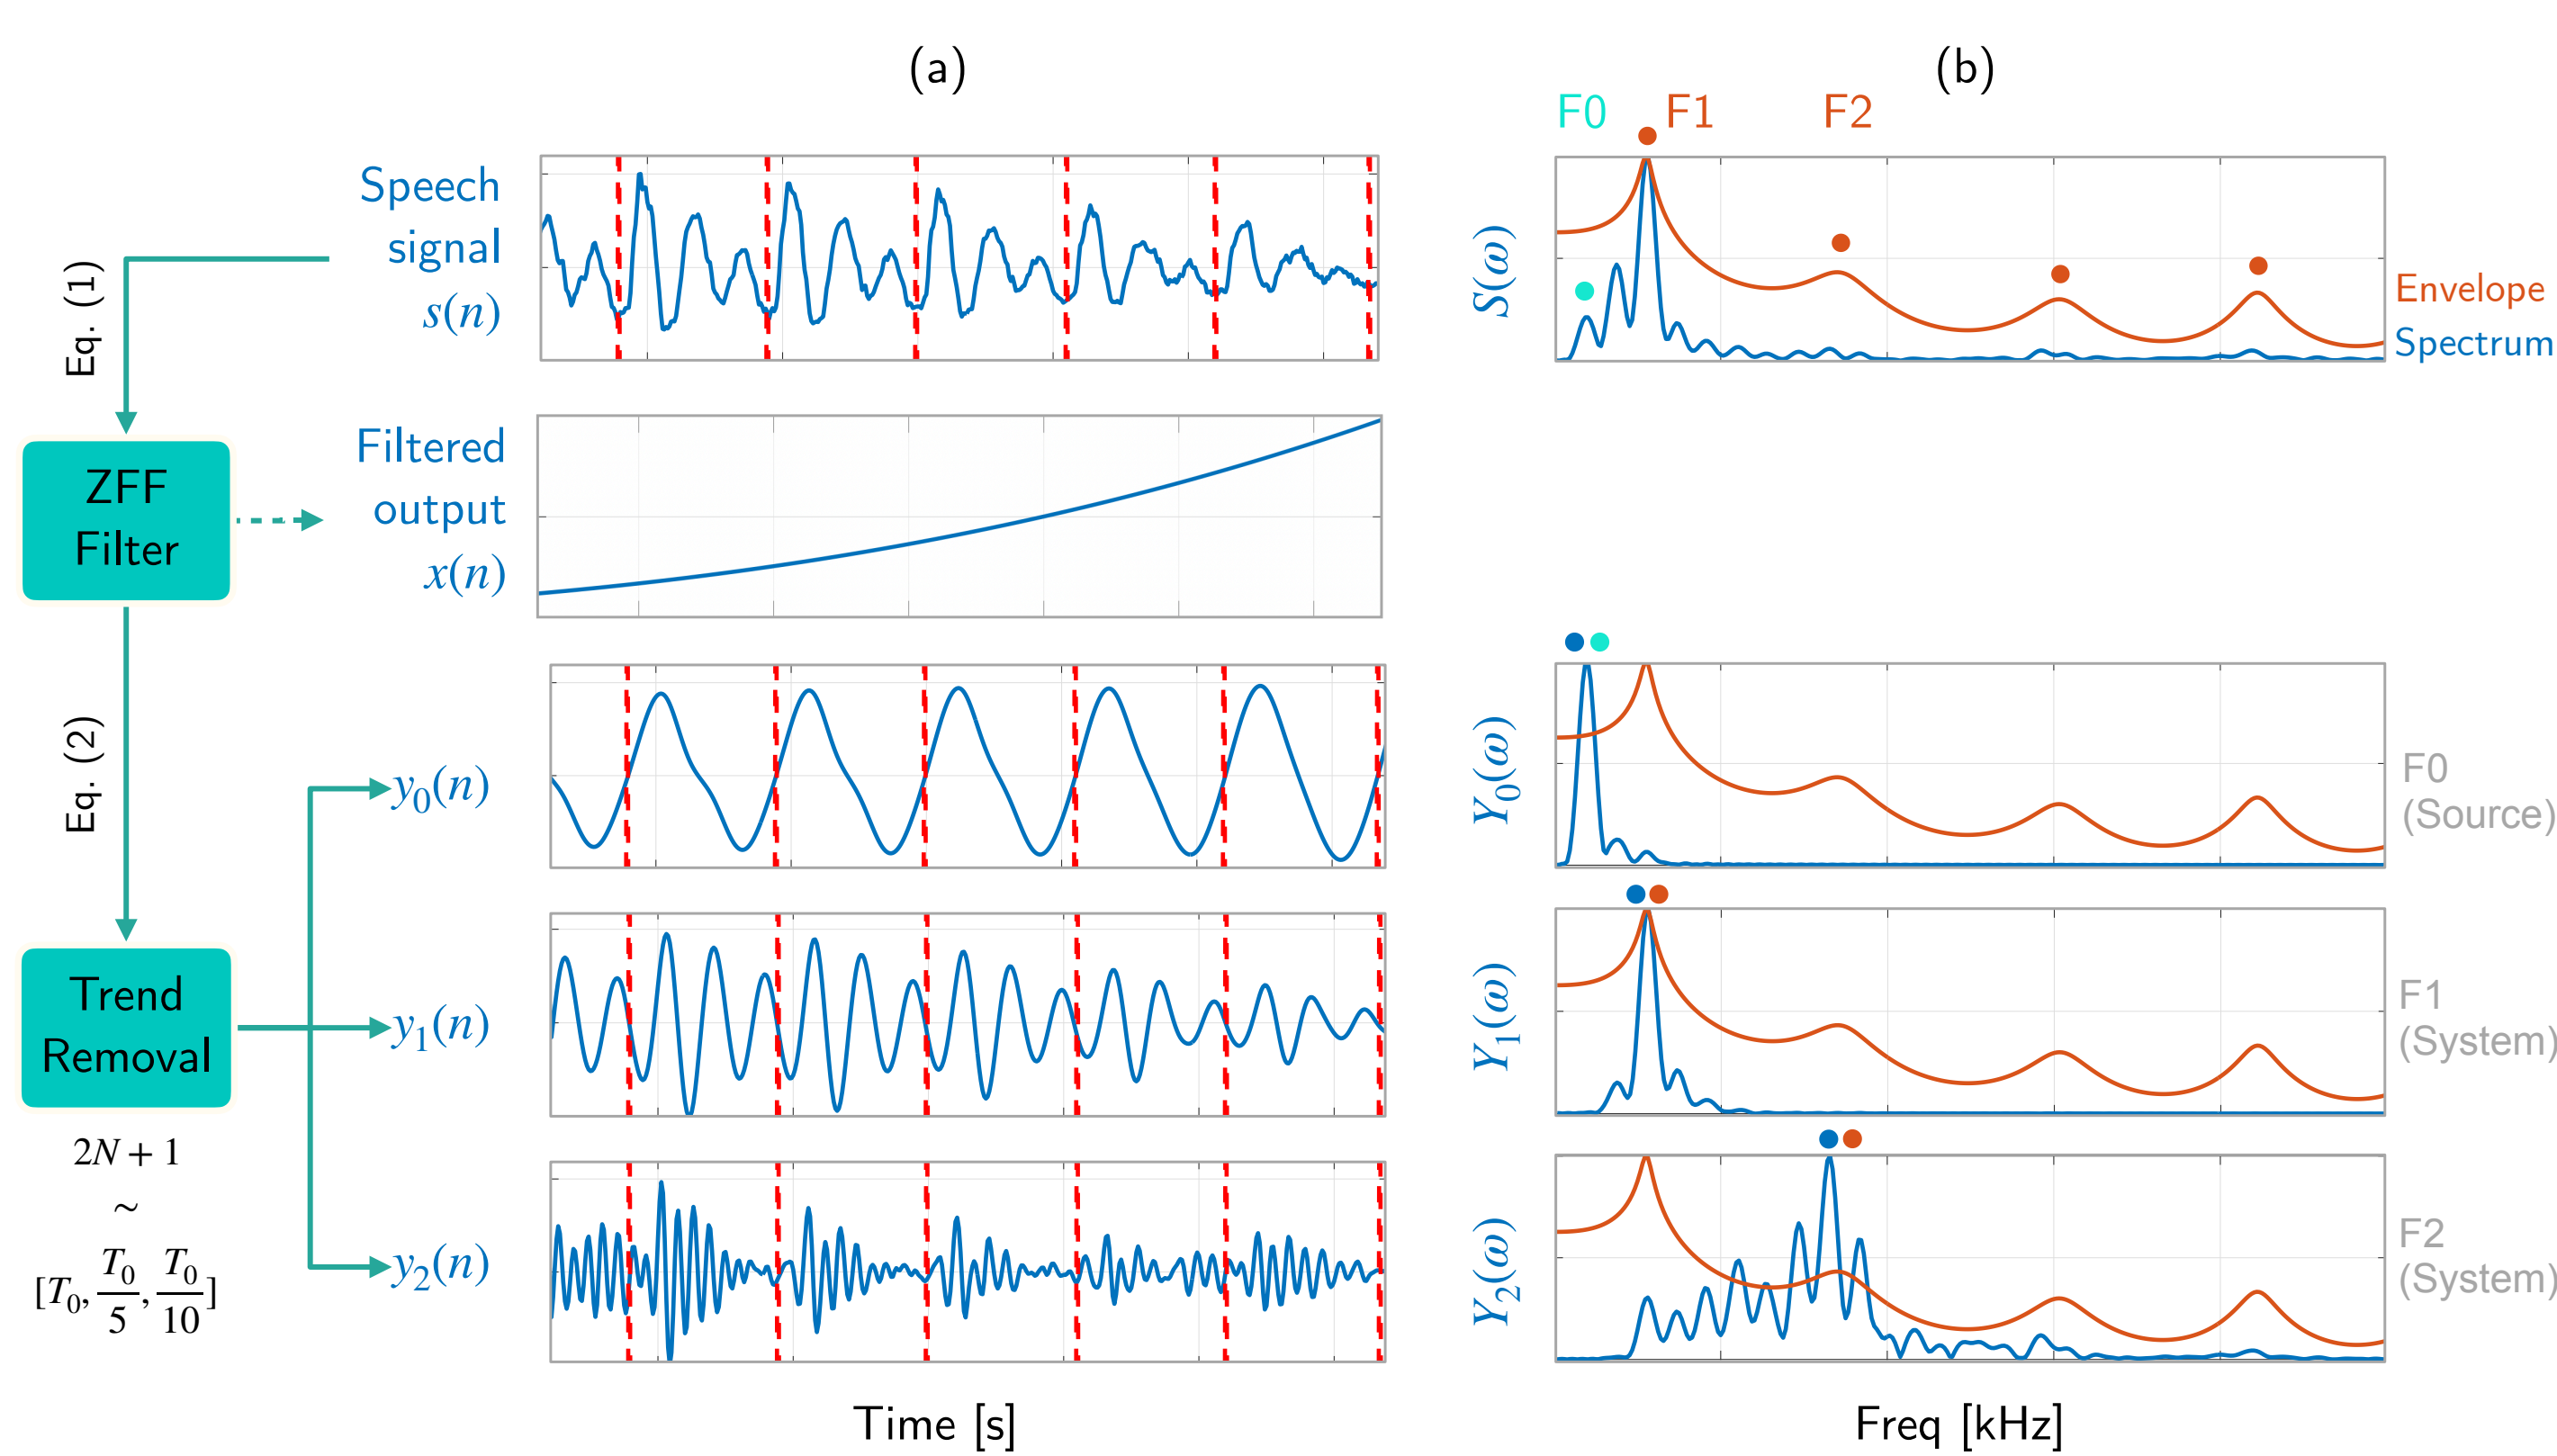 (a)
(b)
F0 F1 F2
Speech
signal
s(n)
Eq. (1)
S(ω)
Envelope
Spectrum
ZFF
Filter
Filtered
output
x(n)
Eq. (2)
y₀(n)
Y₀(ω)
F0
(Source)
Trend
Removal
y₁(n)
Y₁(ω)
F1
(System)
2N + 1
~
[T₀, T₀/5, T₀/10]
y₂(n)
Y₂(ω)
F2
(System)
Time [s]
Freq [kHz]